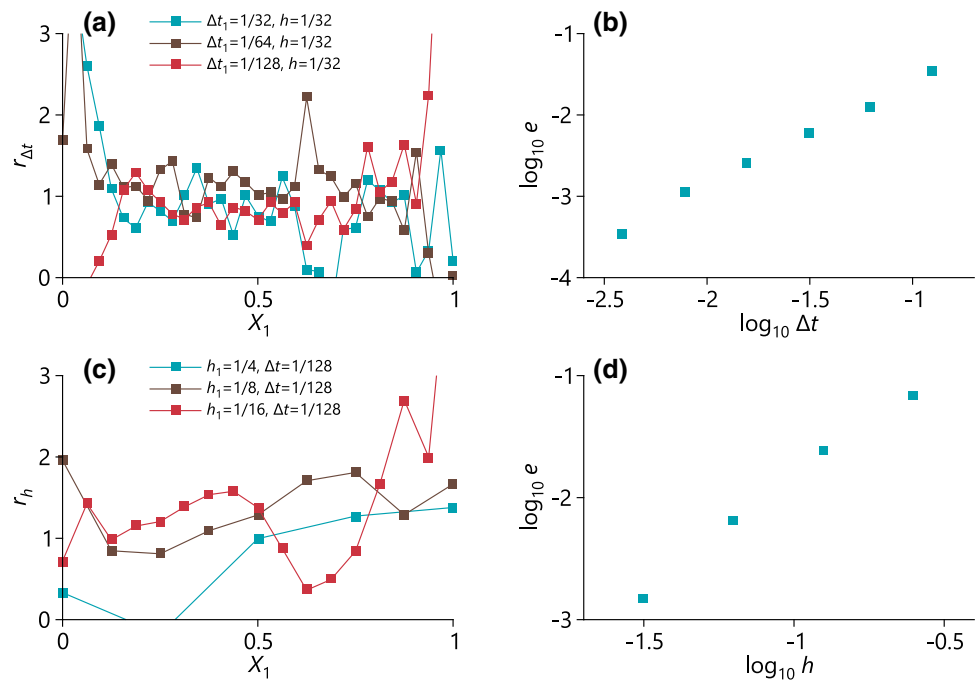 (a)
Δt₁=1/32, h=1/32
Δt₁=1/64, h=1/32
Δt₁=1/128, h=1/32
3
2
1
0
r_Δt
0
0.5
1
X₁
(b)
-1
-2
-3
-4
log₁₀ e
-2.5
-2
-1.5
-1
log₁₀ Δt
(c)
h₁=1/4, Δt=1/128
h₁=1/8, Δt=1/128
h₁=1/16, Δt=1/128
3
2
1
0
r_h
0
0.5
1
X₁
(d)
-1
-2
-3
log₁₀ e
-1.5
-1
-0.5
log₁₀ h